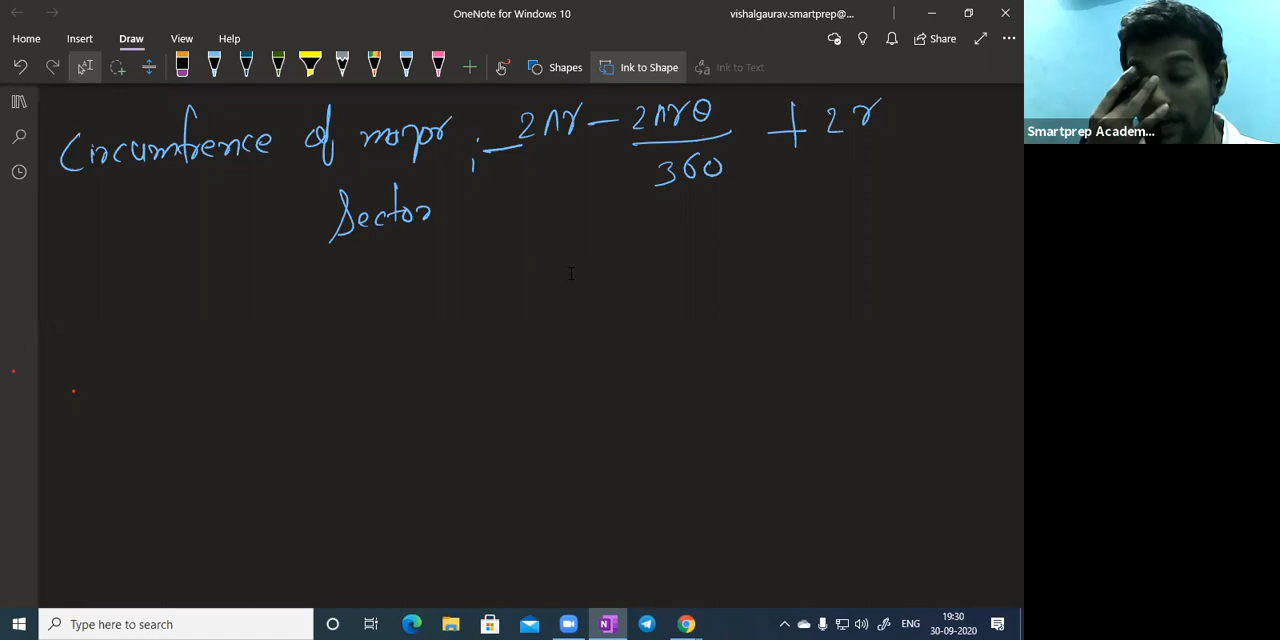 OneNote for Windows 10
vishalgaurav.smartprep@...
Home Insert Draw View Help
Share
Shapes
Ink to Shape
Ink to Text
Smartprep Academ...
Circumfrence of major :- 2πr - 2πrθ/360 + 2r
Sector
Type here to search
ENG
19:30
30-09-2020